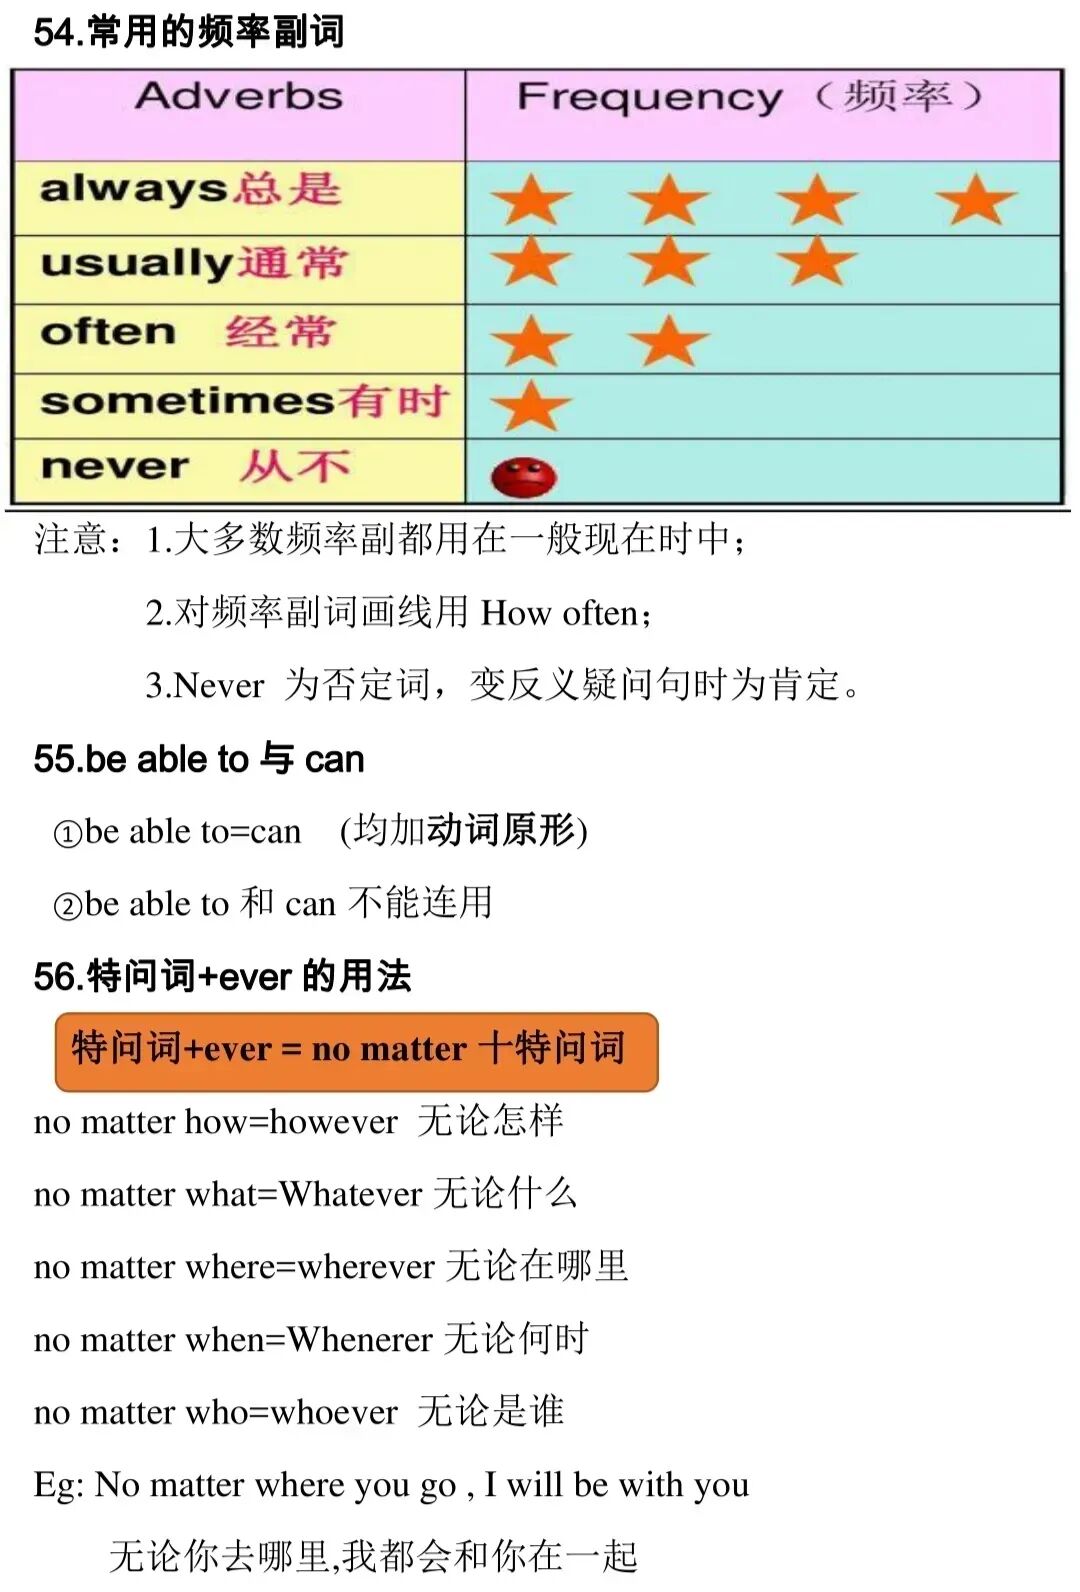 54.常用的频率副词
Adverbs Frequency（频率）
always总是
usually通常
often 经常
sometimes有时
never 从不
注意：1.大多数频率副都用在一般现在时中；
2.对频率副词画线用 How often；
3.Never 为否定词，变反义疑问句时为肯定。
55.be able to 与 can
①be able to=can (均加动词原形)
②be able to 和 can 不能连用
56.特问词+ever 的用法
特问词+ever = no matter 十特问词
no matter how=however 无论怎样
no matter what=Whatever 无论什么
no matter where=wherever 无论在哪里
no matter when=Whenerer 无论何时
no matter who=whoever 无论是谁
Eg: No matter where you go , I will be with you
无论你去哪里,我都会和你在一起